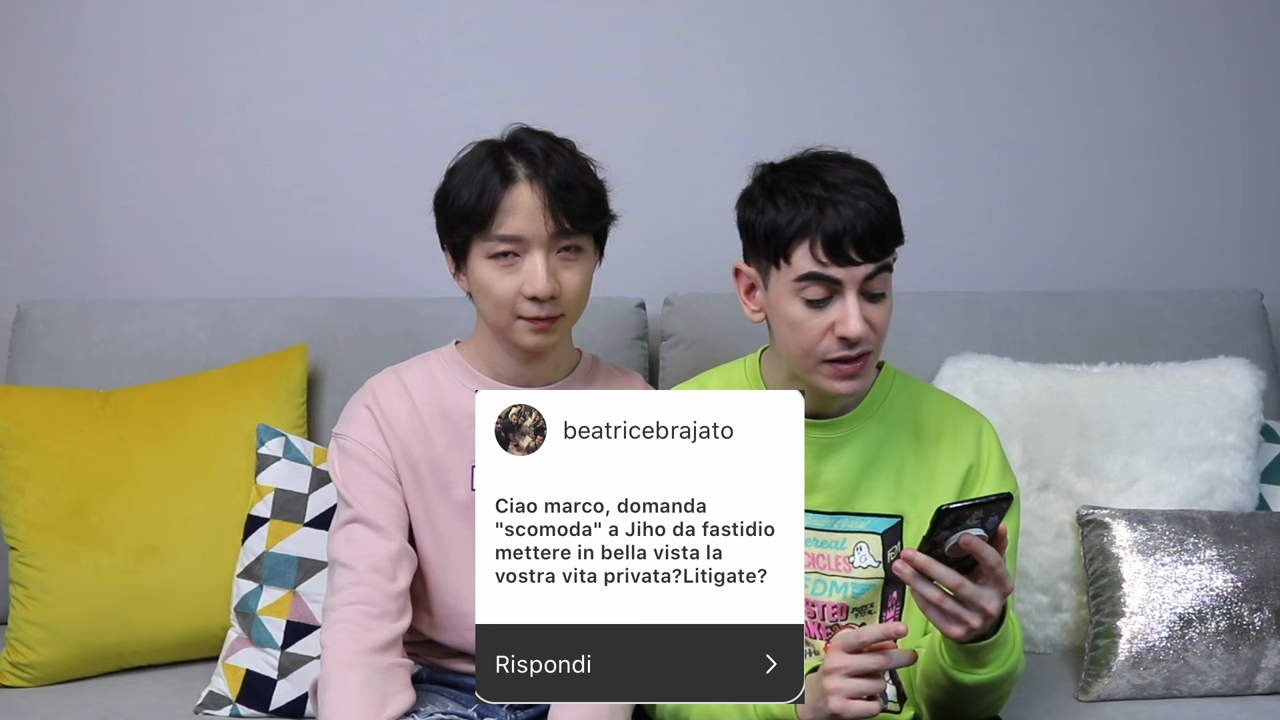 beatricebrajato
Ciao marco, domanda
"scomoda" a Jiho da fastidio
mettere in bella vista la
vostra vita privata?Litigate?
Rispondi